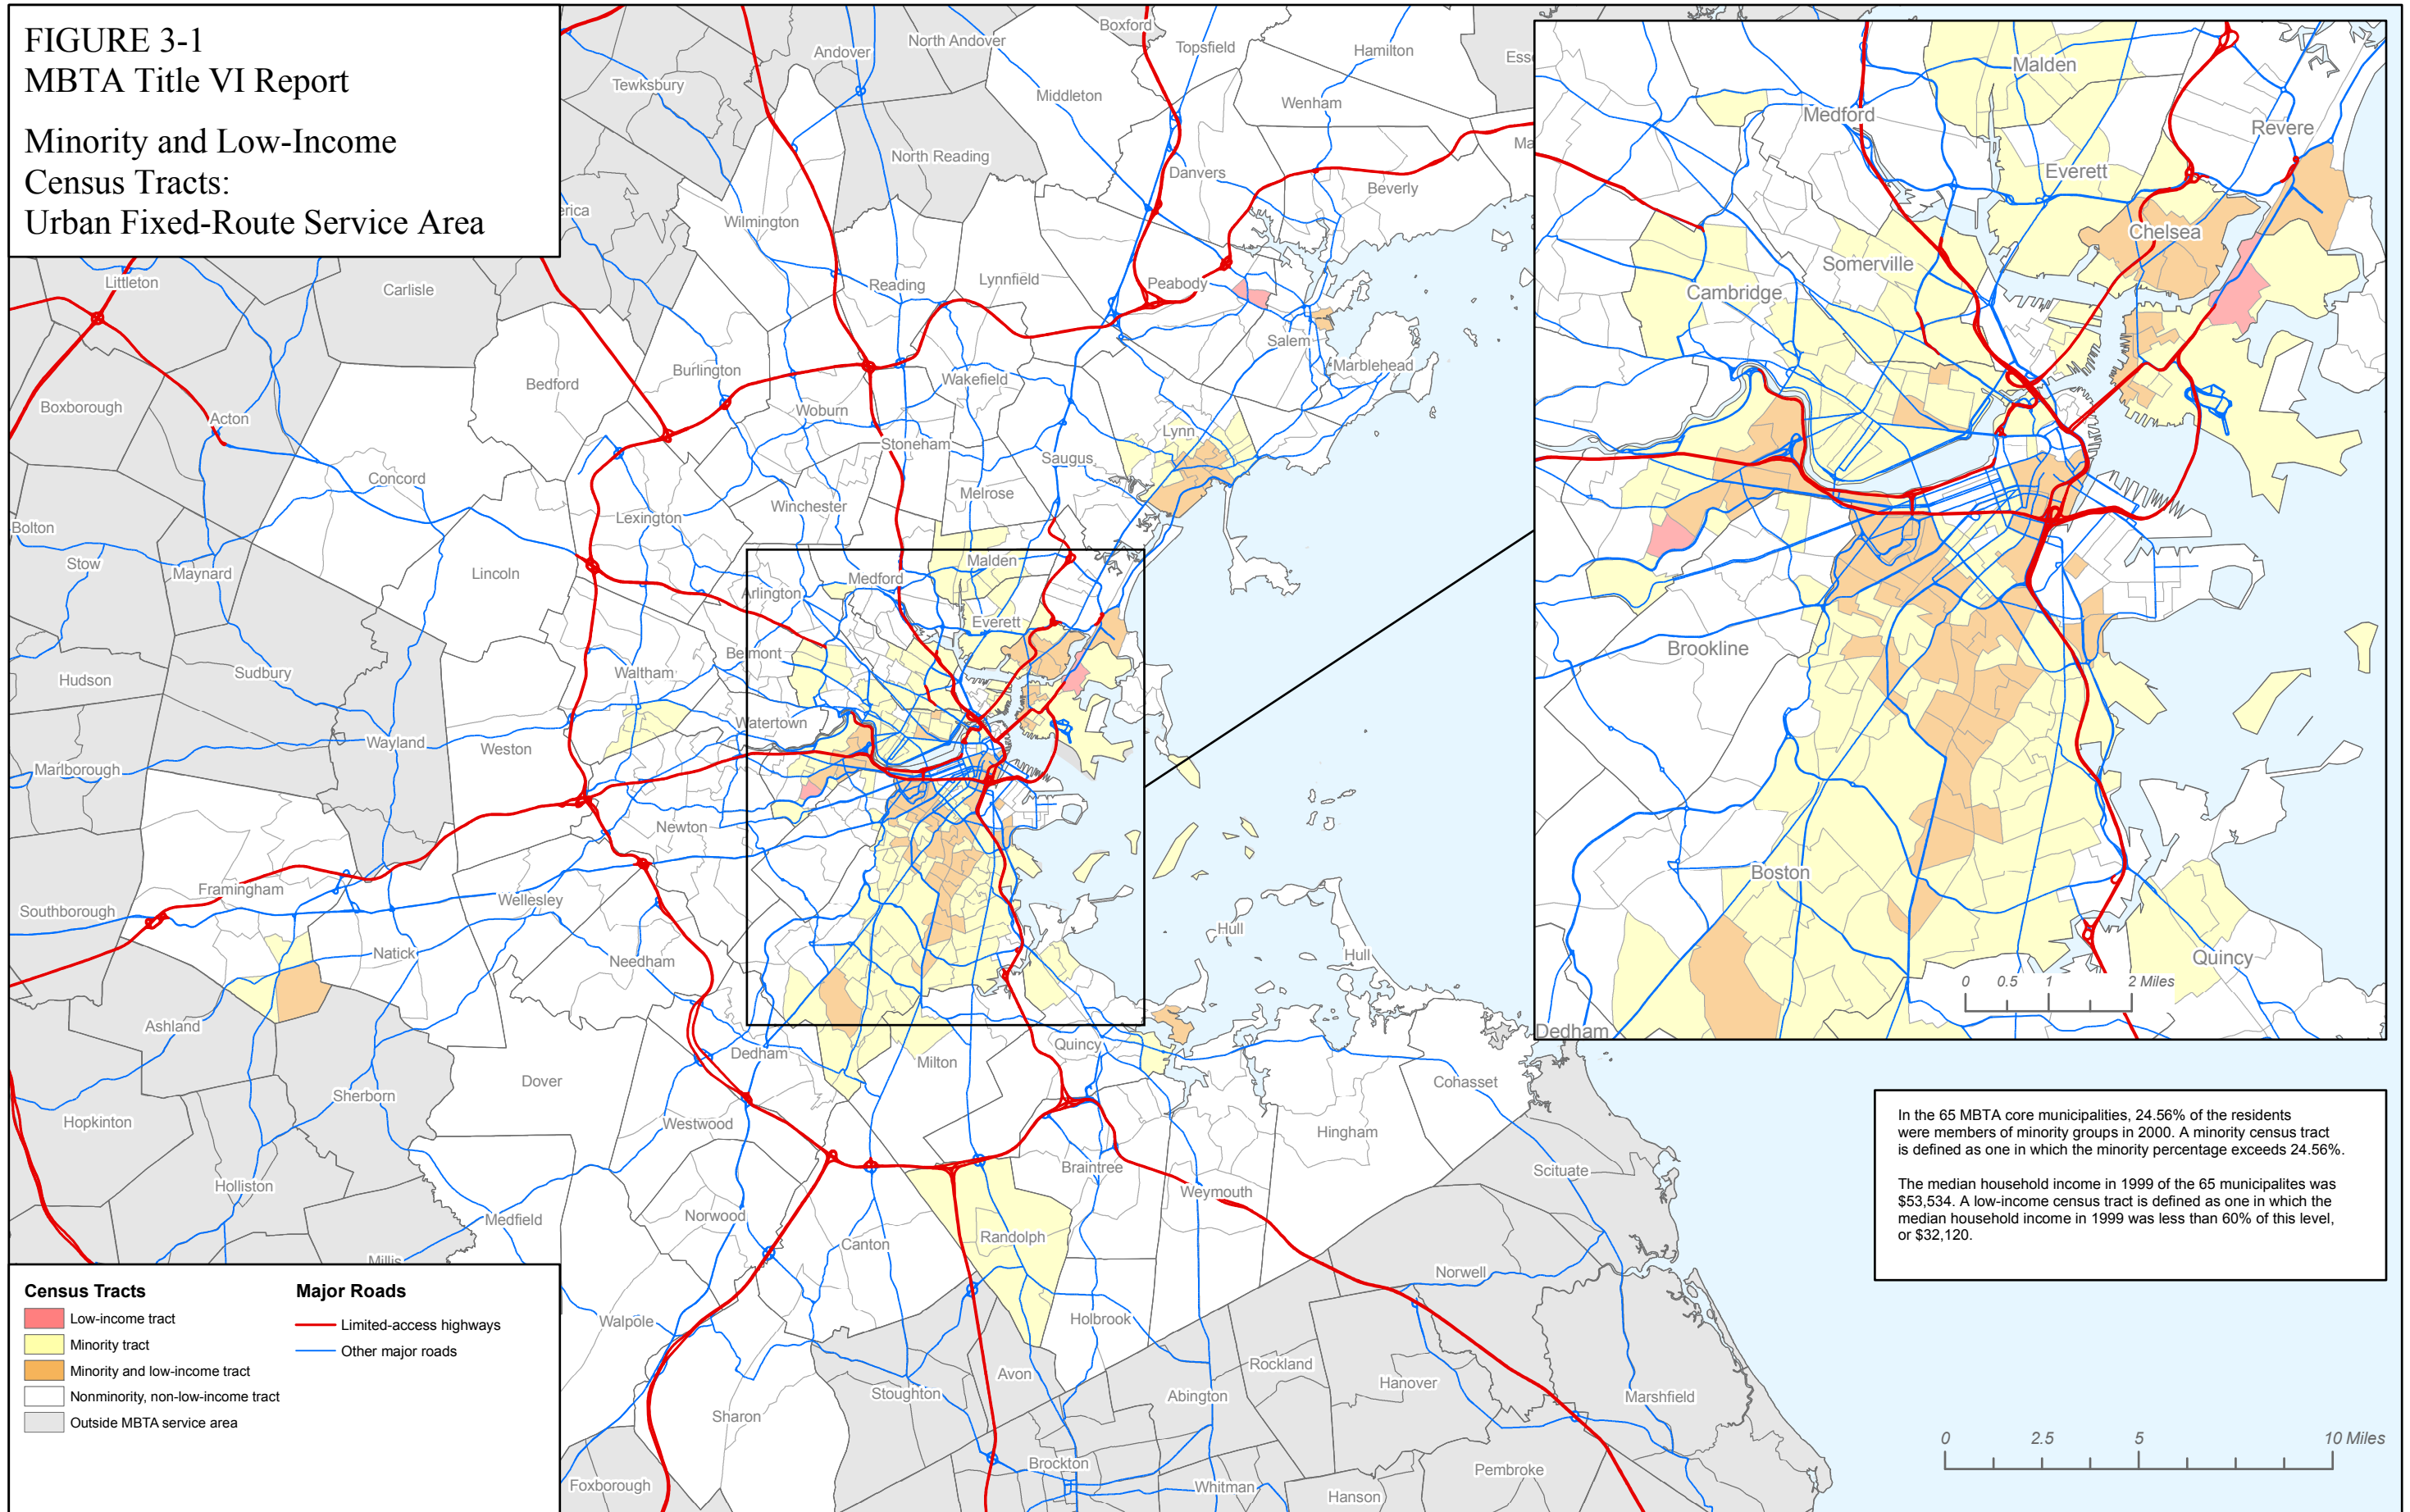 FIGURE 3-1
MBTA Title VI Report
Minority and Low-Income
Census Tracts:
Urban Fixed-Route Service Area
Boxford
North Andover
Andover
Topsfield
Hamilton
Tewksbury
Middleton
Wenham
North Reading
Danvers
Beverly
Wilmington
Littleton
Carlisle
Reading
Lynnfield
Peabody
Salem
Marblehead
Bedford
Burlington
Wakefield
Boxborough
Woburn
Acton
Stoneham
Lynn
Saugus
Concord
Melrose
Winchester
Lexington
Bolton
Stow
Maynard
Lincoln
Malden
Medford
Arlington
Everett
Belmont
Hudson
Sudbury
Waltham
Watertown
Wayland
Weston
Marlborough
Newton
Framingham
Wellesley
Southborough
Natick
Needham
Hull
Hull
Ashland
Dedham
Milton
Quincy
Dover
Cohasset
Sherborn
Hopkinton
Westwood
Hingham
Braintree
Scituate
Holliston
Weymouth
Medfield
Norwood
Canton
Randolph
Millis
Norwell
Walpole
Holbrook
Rockland
Avon
Hanover
Stoughton
Abington
Marshfield
Sharon
Brockton
Pembroke
Foxborough
Whitman
Hanson
Malden
Medford
Revere
Everett
Chelsea
Somerville
Cambridge
Brookline
Boston
Quincy
Dedham
0 0.5 1 2 Miles
In the 65 MBTA core municipalities, 24.56% of the residents
were members of minority groups in 2000. A minority census tract
is defined as one in which the minority percentage exceeds 24.56%.
The median household income in 1999 of the 65 municipalites was
$53,534. A low-income census tract is defined as one in which the
median household income in 1999 was less than 60% of this level,
or $32,120.
Census Tracts
Low-income tract
Minority tract
Minority and low-income tract
Nonminority, non-low-income tract
Outside MBTA service area
Major Roads
Limited-access highways
Other major roads
0 2.5 5 10 Miles